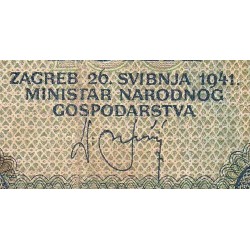 ZAGREB 26. SVIBNJA 1941.
MINISTAR NARODNOG
GOSPODARSTVA